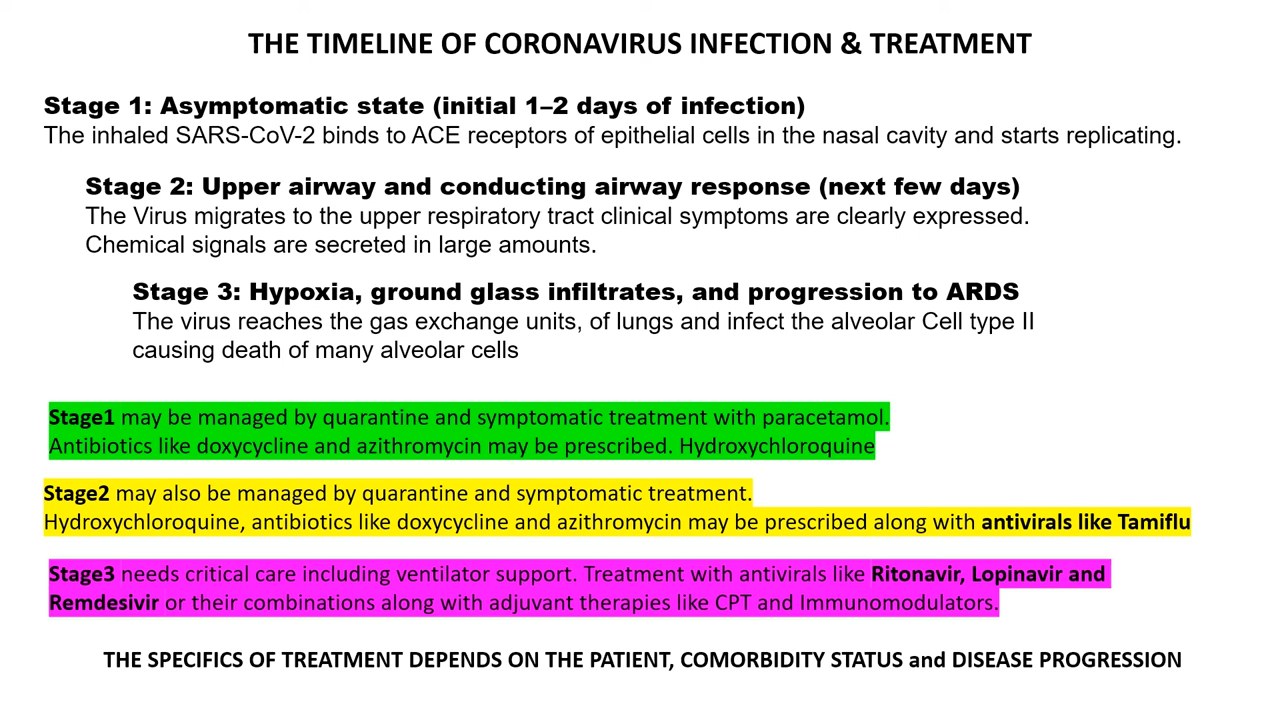 THE TIMELINE OF CORONAVIRUS INFECTION & TREATMENT
Stage 1: Asymptomatic state (initial 1–2 days of infection)
The inhaled SARS-CoV-2 binds to ACE receptors of epithelial cells in the nasal cavity and starts replicating.
Stage 2: Upper airway and conducting airway response (next few days)
The Virus migrates to the upper respiratory tract clinical symptoms are clearly expressed.
Chemical signals are secreted in large amounts.
Stage 3: Hypoxia, ground glass infiltrates, and progression to ARDS
The virus reaches the gas exchange units, of lungs and infect the alveolar Cell type II
causing death of many alveolar cells
Stage1 may be managed by quarantine and symptomatic treatment with paracetamol.
Antibiotics like doxycycline and azithromycin may be prescribed. Hydroxychloroquine
Stage2 may also be managed by quarantine and symptomatic treatment.
Hydroxychloroquine, antibiotics like doxycycline and azithromycin may be prescribed along with antivirals like Tamiflu
Stage3 needs critical care including ventilator support. Treatment with antivirals like Ritonavir, Lopinavir and
Remdesivir or their combinations along with adjuvant therapies like CPT and Immunomodulators.
THE SPECIFICS OF TREATMENT DEPENDS ON THE PATIENT, COMORBIDITY STATUS and DISEASE PROGRESSION